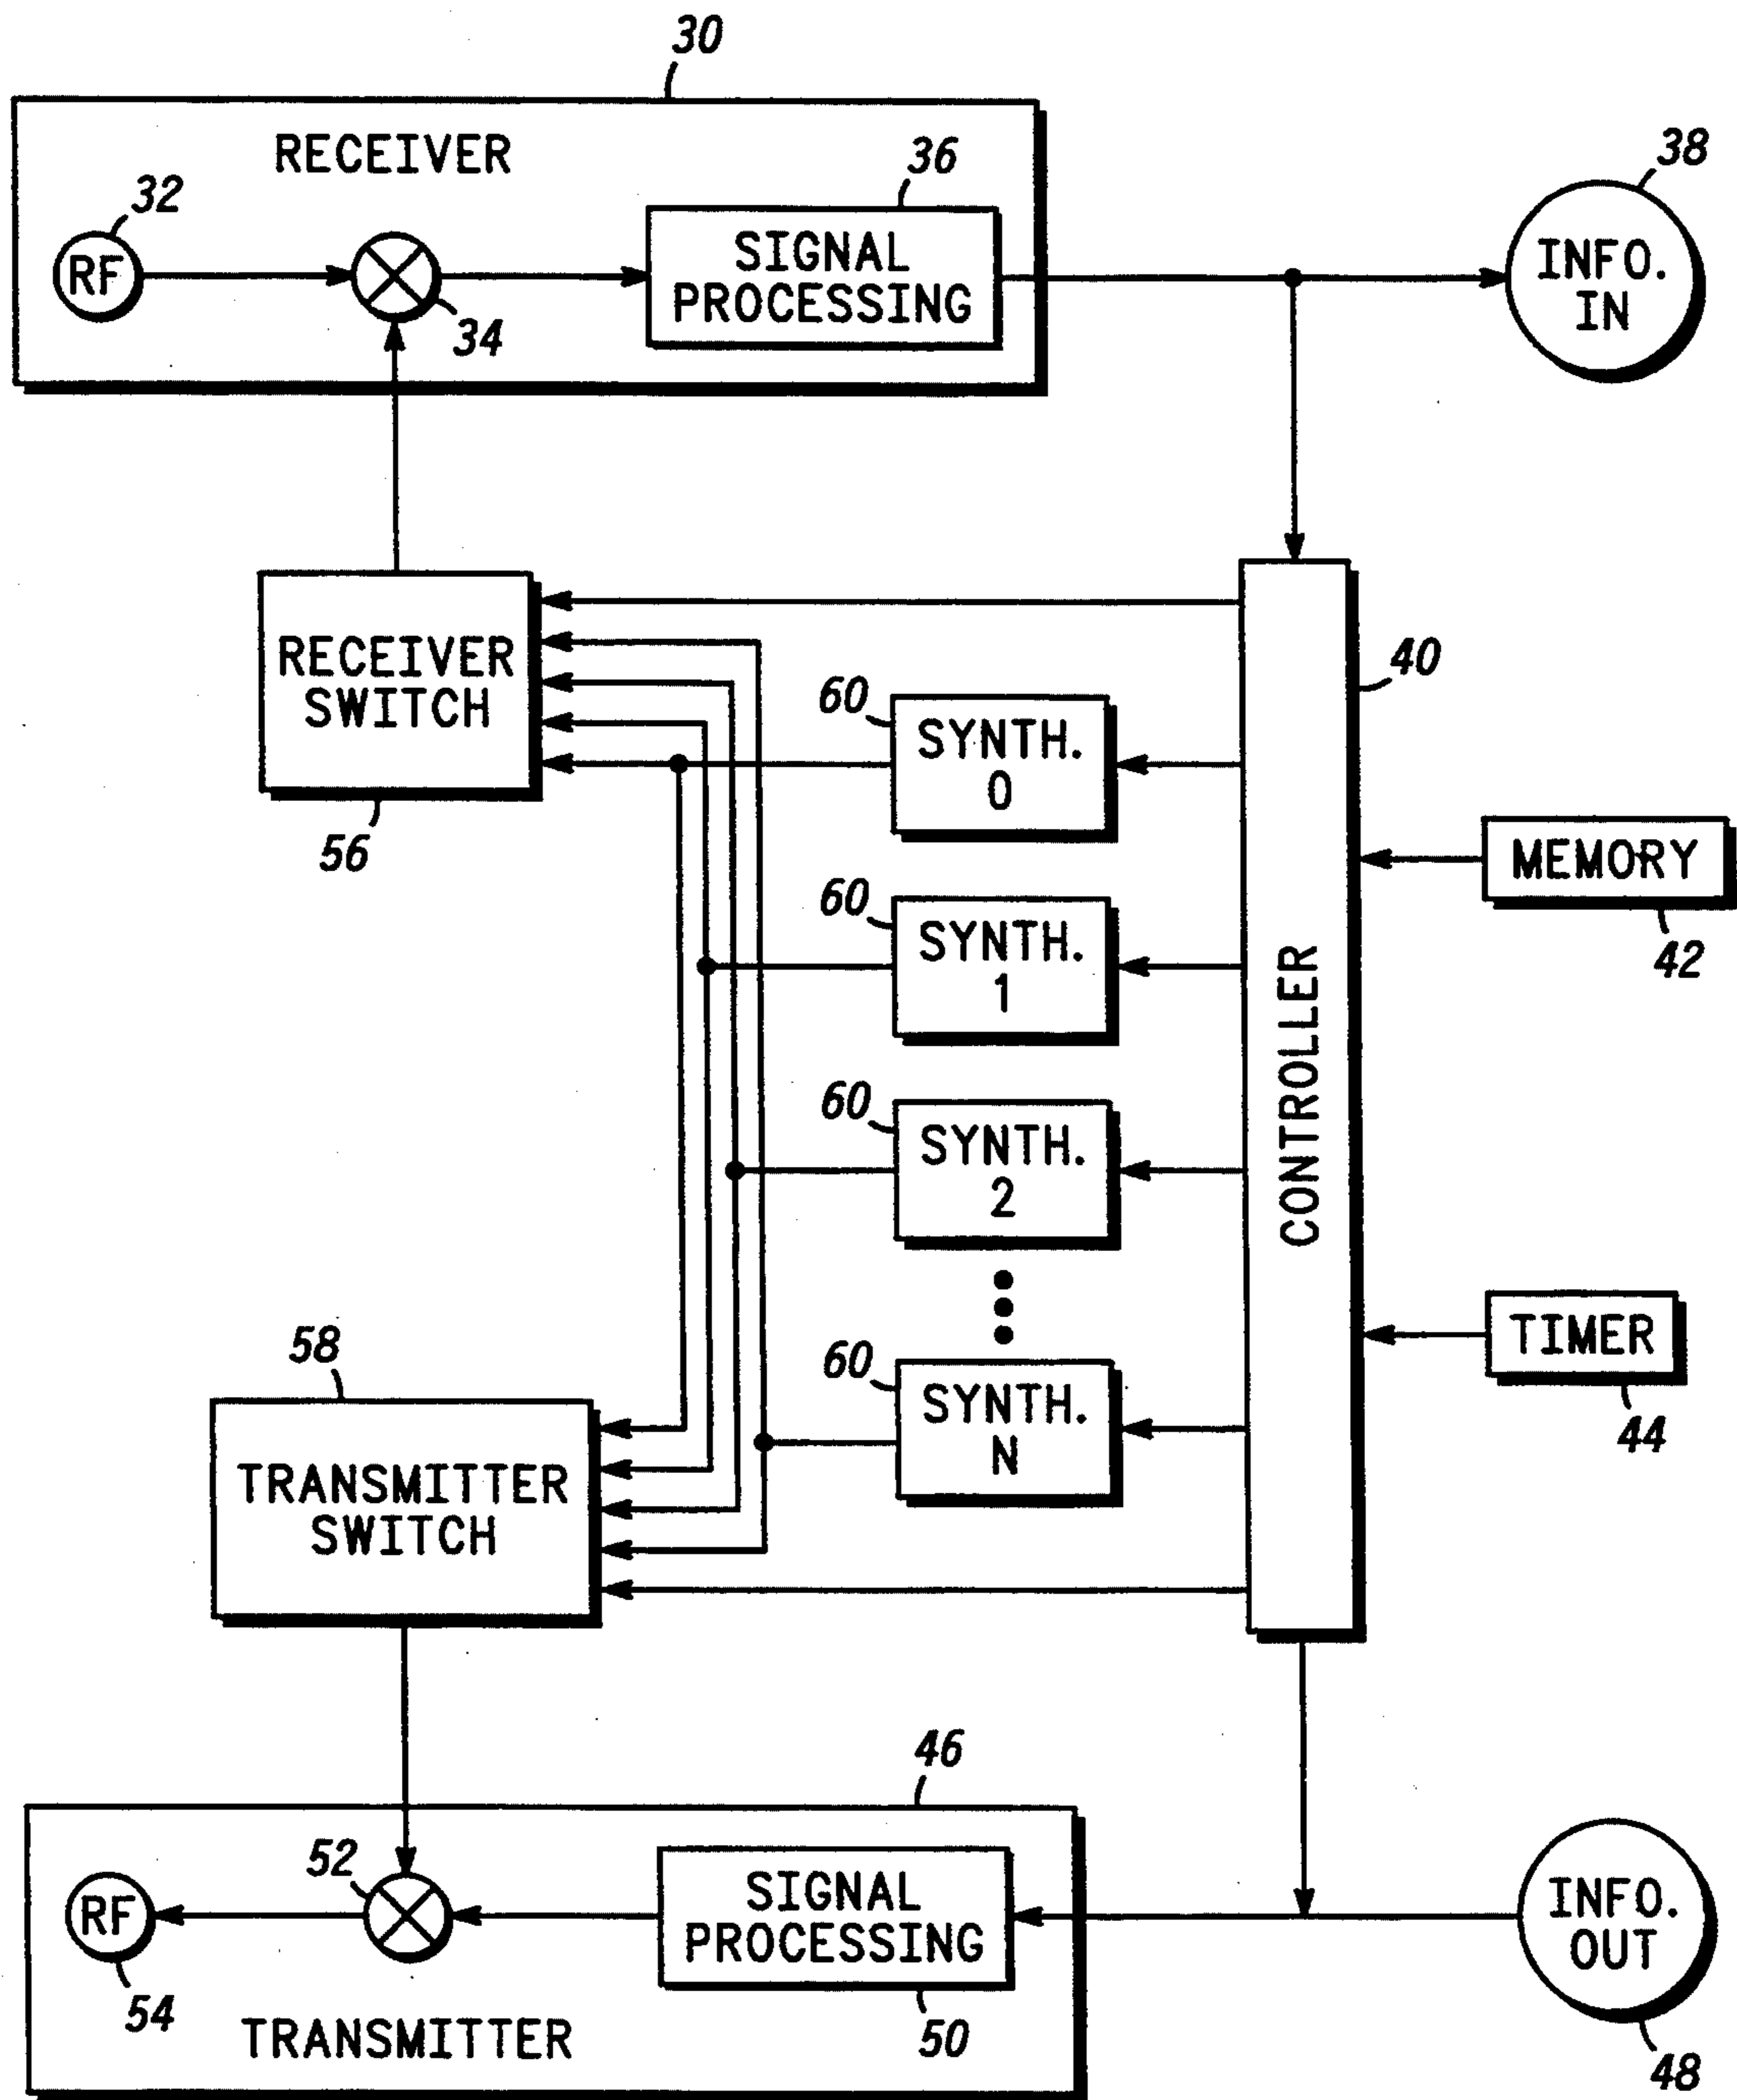 30
RECEIVER
36
38
32
RF
SIGNAL
PROCESSING
INFO.
IN
34
RECEIVER
SWITCH
40
60
SYNTH.
0
56
MEMORY
60
SYNTH.
1
42
CONTROLLER
60
SYNTH.
2
TIMER
58
60
SYNTH.
N
44
TRANSMITTER
SWITCH
46
52
RF
SIGNAL
PROCESSING
INFO.
OUT
54
TRANSMITTER
50
48